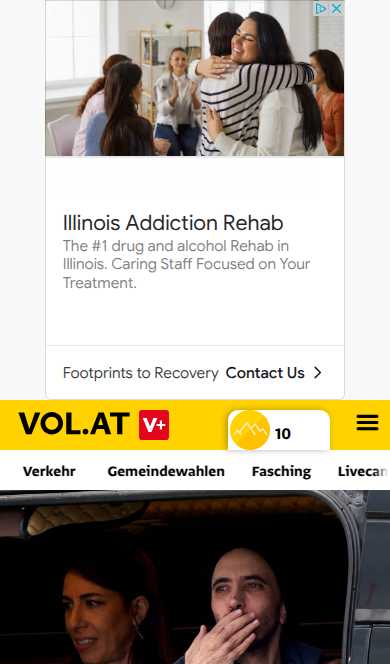 Illinois Addiction Rehab
The #1 drug and alcohol Rehab in
Illinois. Caring Staff Focused on Your
Treatment.
Footprints to Recovery Contact Us
VOL.AT V+ 10
Verkehr Gemeindewahlen Fasching Livecan